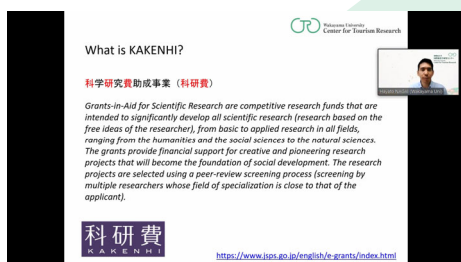 Wakayama University
Center for Tourism Research
What is KAKENHI?
科学研究費助成事業（科研費）
Grants-in-Aid for Scientific Research are competitive research funds that are
intended to significantly develop all scientific research (research based on the
free ideas of the researcher), from basic to applied research in all fields,
ranging from the humanities and the social sciences to the natural sciences.
The grants provide financial support for creative and pioneering research
projects that will become the foundation of social development. The research
projects are selected using a peer-review screening process (screening by
multiple researchers whose field of specialization is close to that of the
applicant).
科研費
KAKENHI
https://www.jsps.go.jp/english/e-grants/index.html